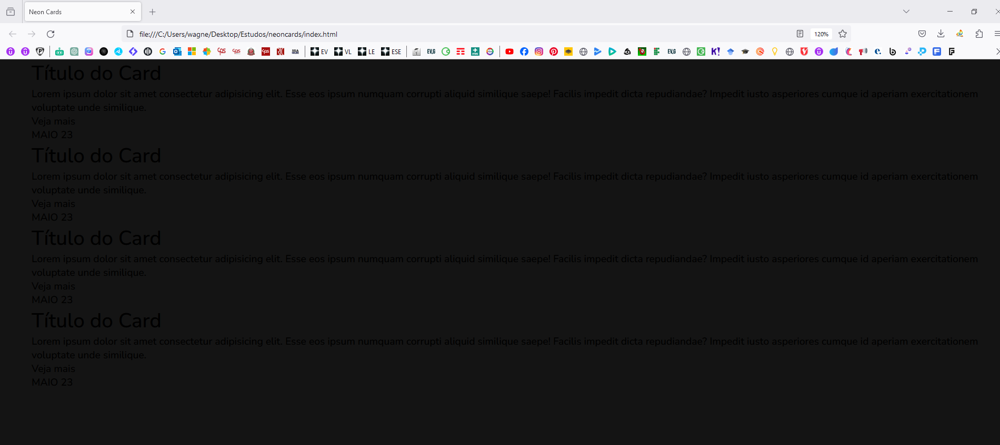 Neon Cards
file:///C:/Users/wagne/Desktop/Estudos/neoncards/index.html
120%
EV
VL
LE
ESE
EV.G
EV.G
K!
Título do Card
Lorem ipsum dolor sit amet consectetur adipisicing elit. Esse eos ipsum numquam corrupti aliquid similique saepe! Facilis impedit dicta repudiandae? Impedit iusto asperiores cumque id aperiam exercitationem
voluptate unde similique.
Veja mais
MAIO 23
Título do Card
Lorem ipsum dolor sit amet consectetur adipisicing elit. Esse eos ipsum numquam corrupti aliquid similique saepe! Facilis impedit dicta repudiandae? Impedit iusto asperiores cumque id aperiam exercitationem
voluptate unde similique.
Veja mais
MAIO 23
Título do Card
Lorem ipsum dolor sit amet consectetur adipisicing elit. Esse eos ipsum numquam corrupti aliquid similique saepe! Facilis impedit dicta repudiandae? Impedit iusto asperiores cumque id aperiam exercitationem
voluptate unde similique.
Veja mais
MAIO 23
Título do Card
Lorem ipsum dolor sit amet consectetur adipisicing elit. Esse eos ipsum numquam corrupti aliquid similique saepe! Facilis impedit dicta repudiandae? Impedit iusto asperiores cumque id aperiam exercitationem
voluptate unde similique.
Veja mais
MAIO 23